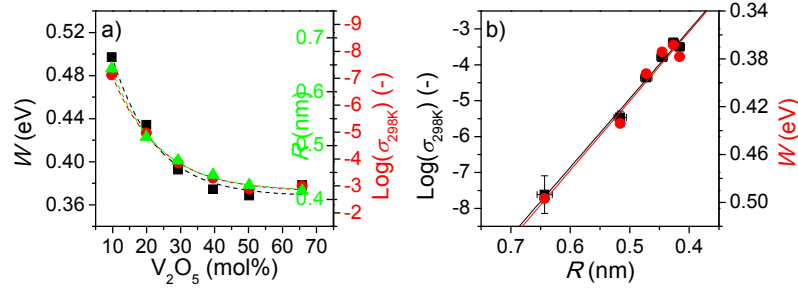 a)
W (eV)
0.52
0.48
0.44
0.40
0.36
10 20 30 40 50 60 70
V₂O₅ (mol%)
0.7
0.6
0.5
0.4
R (nm)
-9
-8
-7
-6
-5
-4
-3
-2
Log(σ₂₉₈K) (-)
b)
Log(σ₂₉₈K) (-)
-3
-4
-5
-6
-7
-8
0.7 0.6 0.5 0.4
R (nm)
0.34
0.39
0.43
0.46
0.50
W (eV)